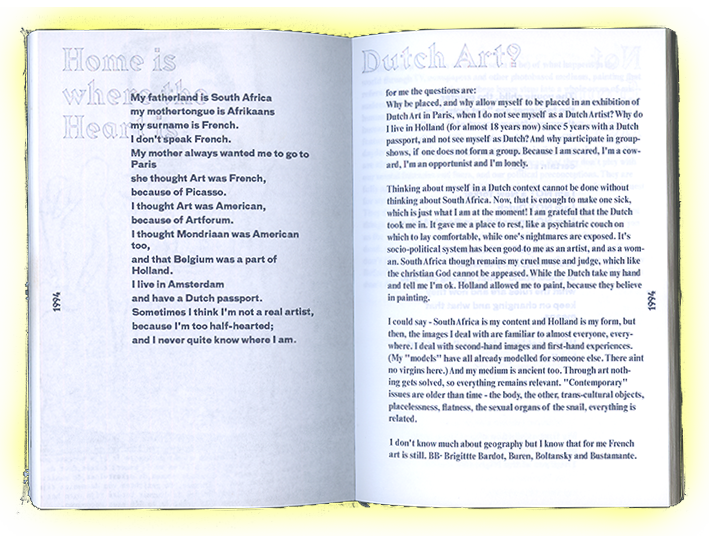 Home is
where the
Heart is
My fatherland is South Africa
my mothertongue is Afrikaans
my surname is French.
I don't speak French.
My mother always wanted me to go to
Paris
she thought Art was French,
because of Picasso.
I thought Art was American,
because of Artforum.
I thought Mondriaan was American
too,
and that Belgium was a part of
Holland.
I live in Amsterdam
and have a Dutch passport.
Sometimes I think I'm not a real artist,
because I'm too half-hearted;
and I never quite know where I am.
1994
Dutch Art?
for me the questions are:
Why be placed, and why allow myself to be placed in an exhibition of
Dutch Art in Paris, when I do not see myself as a Dutch Artist? Why do
I live in Holland (for almost 18 years now) since 5 years with a Dutch
passport, and not see myself as Dutch? And why participate in group-
shows, if one does not form a group. Because I am scared, I'm a cow-
ard, I'm an opportunist and I'm lonely.
Thinking about myself in a Dutch context cannot be done without
thinking about South Africa. Now, that is enough to make one sick,
which is just what I am at the moment! I am grateful that the Dutch
took me in. It gave me a place to rest, like a psychiatric couch on
which to lay comfortable, while one's nightmares are exposed. It's
socio-political system has been good to me as an artist, and as a wom-
an. South Africa though remains my cruel muse and judge, which like
the christian God cannot be appeased. While the Dutch take my hand
and tell me I'm ok. Holland allowed me to paint, because they believe
in painting.
I could say - South Africa is my content and Holland is my form, but
then, the images I deal with are familiar to almost everyone, every-
where. I deal with second-hand images and first-hand experiences.
(My "models" have all already modelled for someone else. There aint
no virgins here.) And my medium is ancient too. Through art noth-
ing gets solved, so everything remains relevant. "Contemporary"
issues are older than time - the body, the other, trans-cultural objects,
placelessness, flatness, the sexual organs of the snail, everything is
related.
I don't know much about geography but I know that for me French
art is still. BB- Brigittte Bardot, Buren, Boltansky and Bustamante.
1994